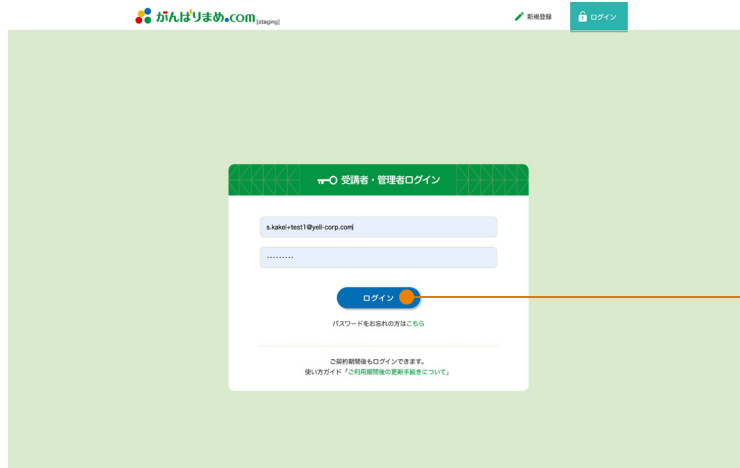 がんばりまめ.com [staging]
新規登録
ログイン
受講者・管理者ログイン
s.kakei+test1@yell-corp.com
·········
ログイン
パスワードをお忘れの方はこちら
ご契約期間後もログインできます。
使い方ガイド「ご利用期間後の更新手続きについて」